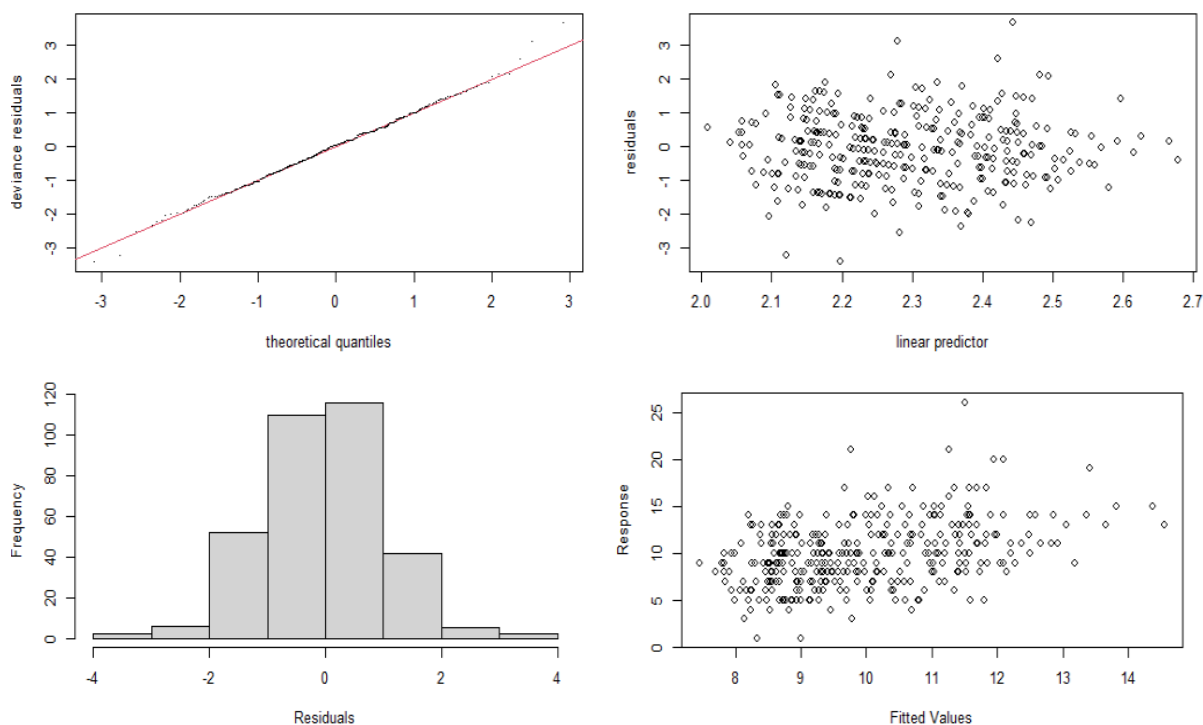 deviance residuals
3
2
1
0
-1
-2
-3
-3 -2 -1 0 1 2 3
theoretical quantiles
residuals
3
2
1
0
-1
-2
-3
2.0 2.1 2.2 2.3 2.4 2.5 2.6 2.7
linear predictor
Frequency
120
100
80
60
40
20
0
-4 -2 0 2 4
Residuals
Response
25
20
15
10
5
0
8 9 10 11 12 13 14
Fitted Values